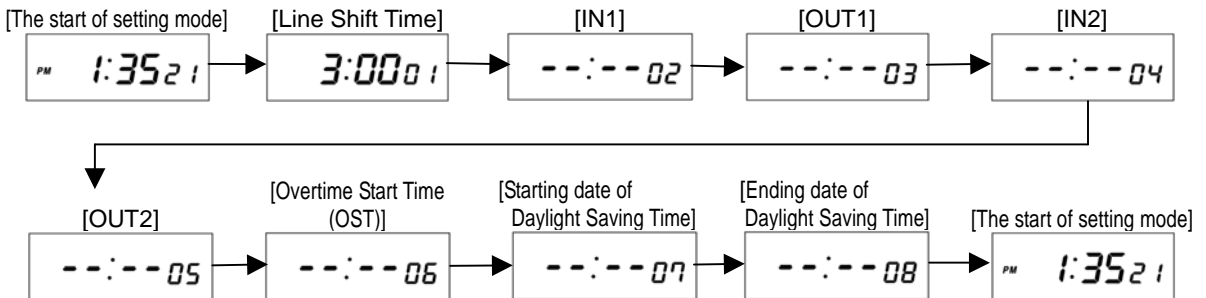 [The start of setting mode]
PM 1:35 21
[Line Shift Time]
3:00 01
[IN1]
--:-- 02
[OUT1]
--:-- 03
[IN2]
--:-- 04
[OUT2]
--:-- 05
[Overtime Start Time
(OST)]
--:-- 06
[Starting date of
Daylight Saving Time]
--:-- 07
[Ending date of
Daylight Saving Time]
--:-- 08
[The start of setting mode]
PM 1:35 21